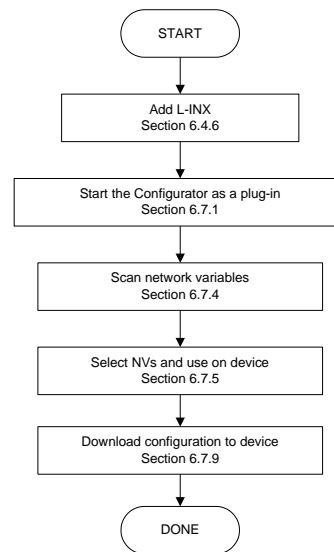 START
Add L-INX
Section 6.4.6
Start the Configurator as a plug-in
Section 6.7.1
Scan network variables
Section 6.7.4
Select NVs and use on device
Section 6.7.5
Download configuration to device
Section 6.7.9
DONE